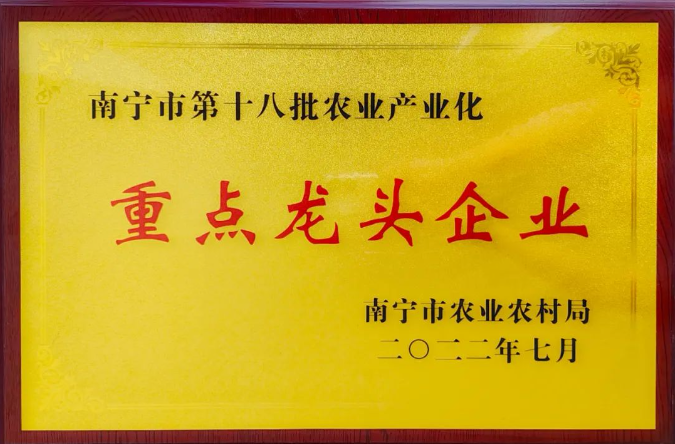 南宁市第十八批农业产业化
重点龙头企业
南宁市农业农村局
二〇二二年七月